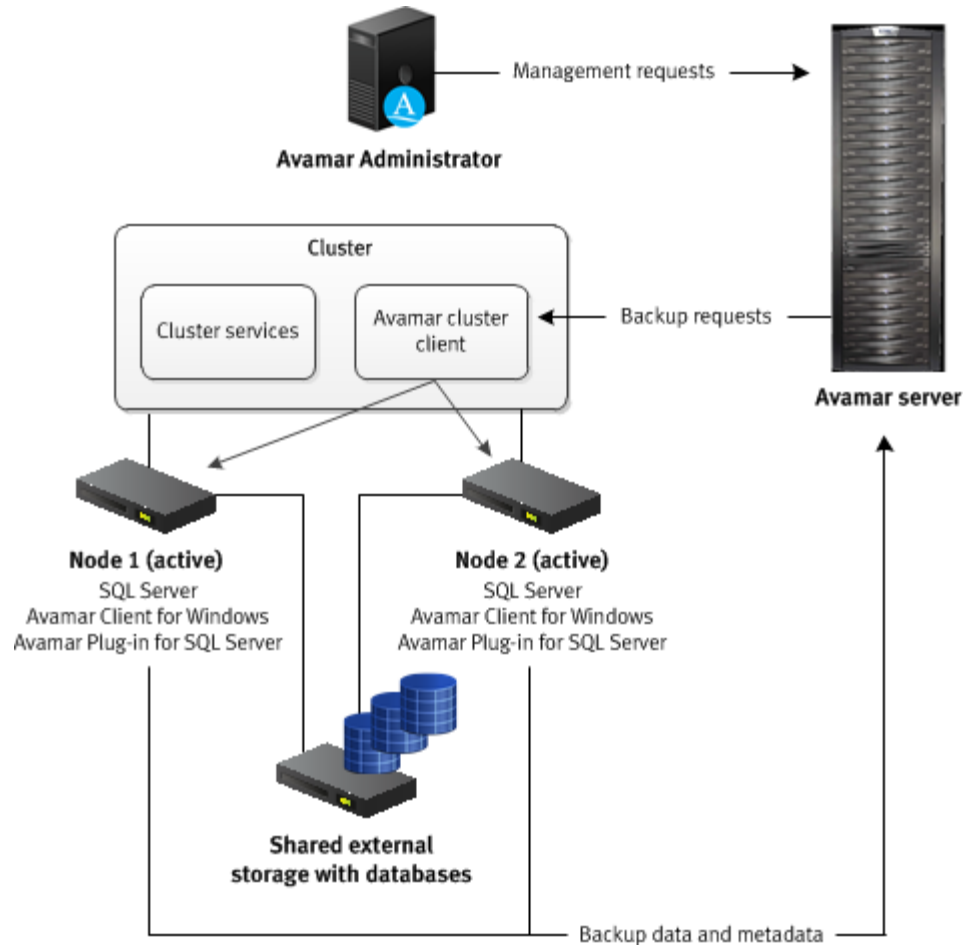 Management requests
A
Avamar Administrator
Cluster
Cluster services
Avamar cluster
client
Backup requests
Avamar server
Node 1 (active)
SQL Server
Avamar Client for Windows
Avamar Plug-in for SQL Server
Node 2 (active)
SQL Server
Avamar Client for Windows
Avamar Plug-in for SQL Server
Shared external
storage with databases
Backup data and metadata